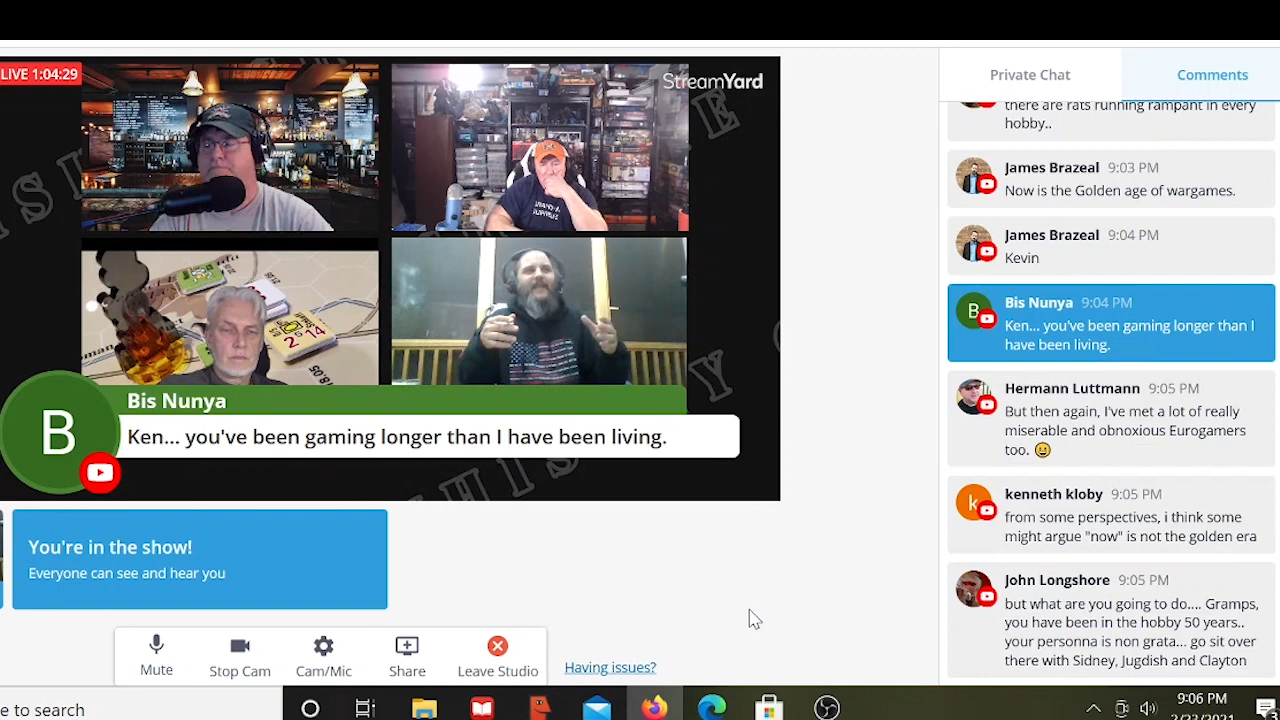 LIVE 1:04:29
StreamYard
Bis Nunya
B
Ken... you've been gaming longer than I have been living.
You're in the show!
Everyone can see and hear you
Mute
Stop Cam
Cam/Mic
Share
Leave Studio
Having issues?
Private Chat
Comments
there are rats running rampant in every
hobby..
James Brazeal 9:03 PM
Now is the Golden age of wargames.
James Brazeal 9:04 PM
Kevin
B
Bis Nunya 9:04 PM
Ken... you've been gaming longer than I
have been living.
Hermann Luttmann 9:05 PM
But then again, I've met a lot of really
miserable and obnoxious Eurogamers
too. 😄
k
kenneth kloby 9:05 PM
from some perspectives, i think some
might argue "now" is not the golden era
John Longshore 9:05 PM
but what are you going to do.... Gramps,
you have been in the hobby 50 years..
your personna is non grata... go sit over
there with Sidney, Jugdish and Clayton
e to search
9:06 PM